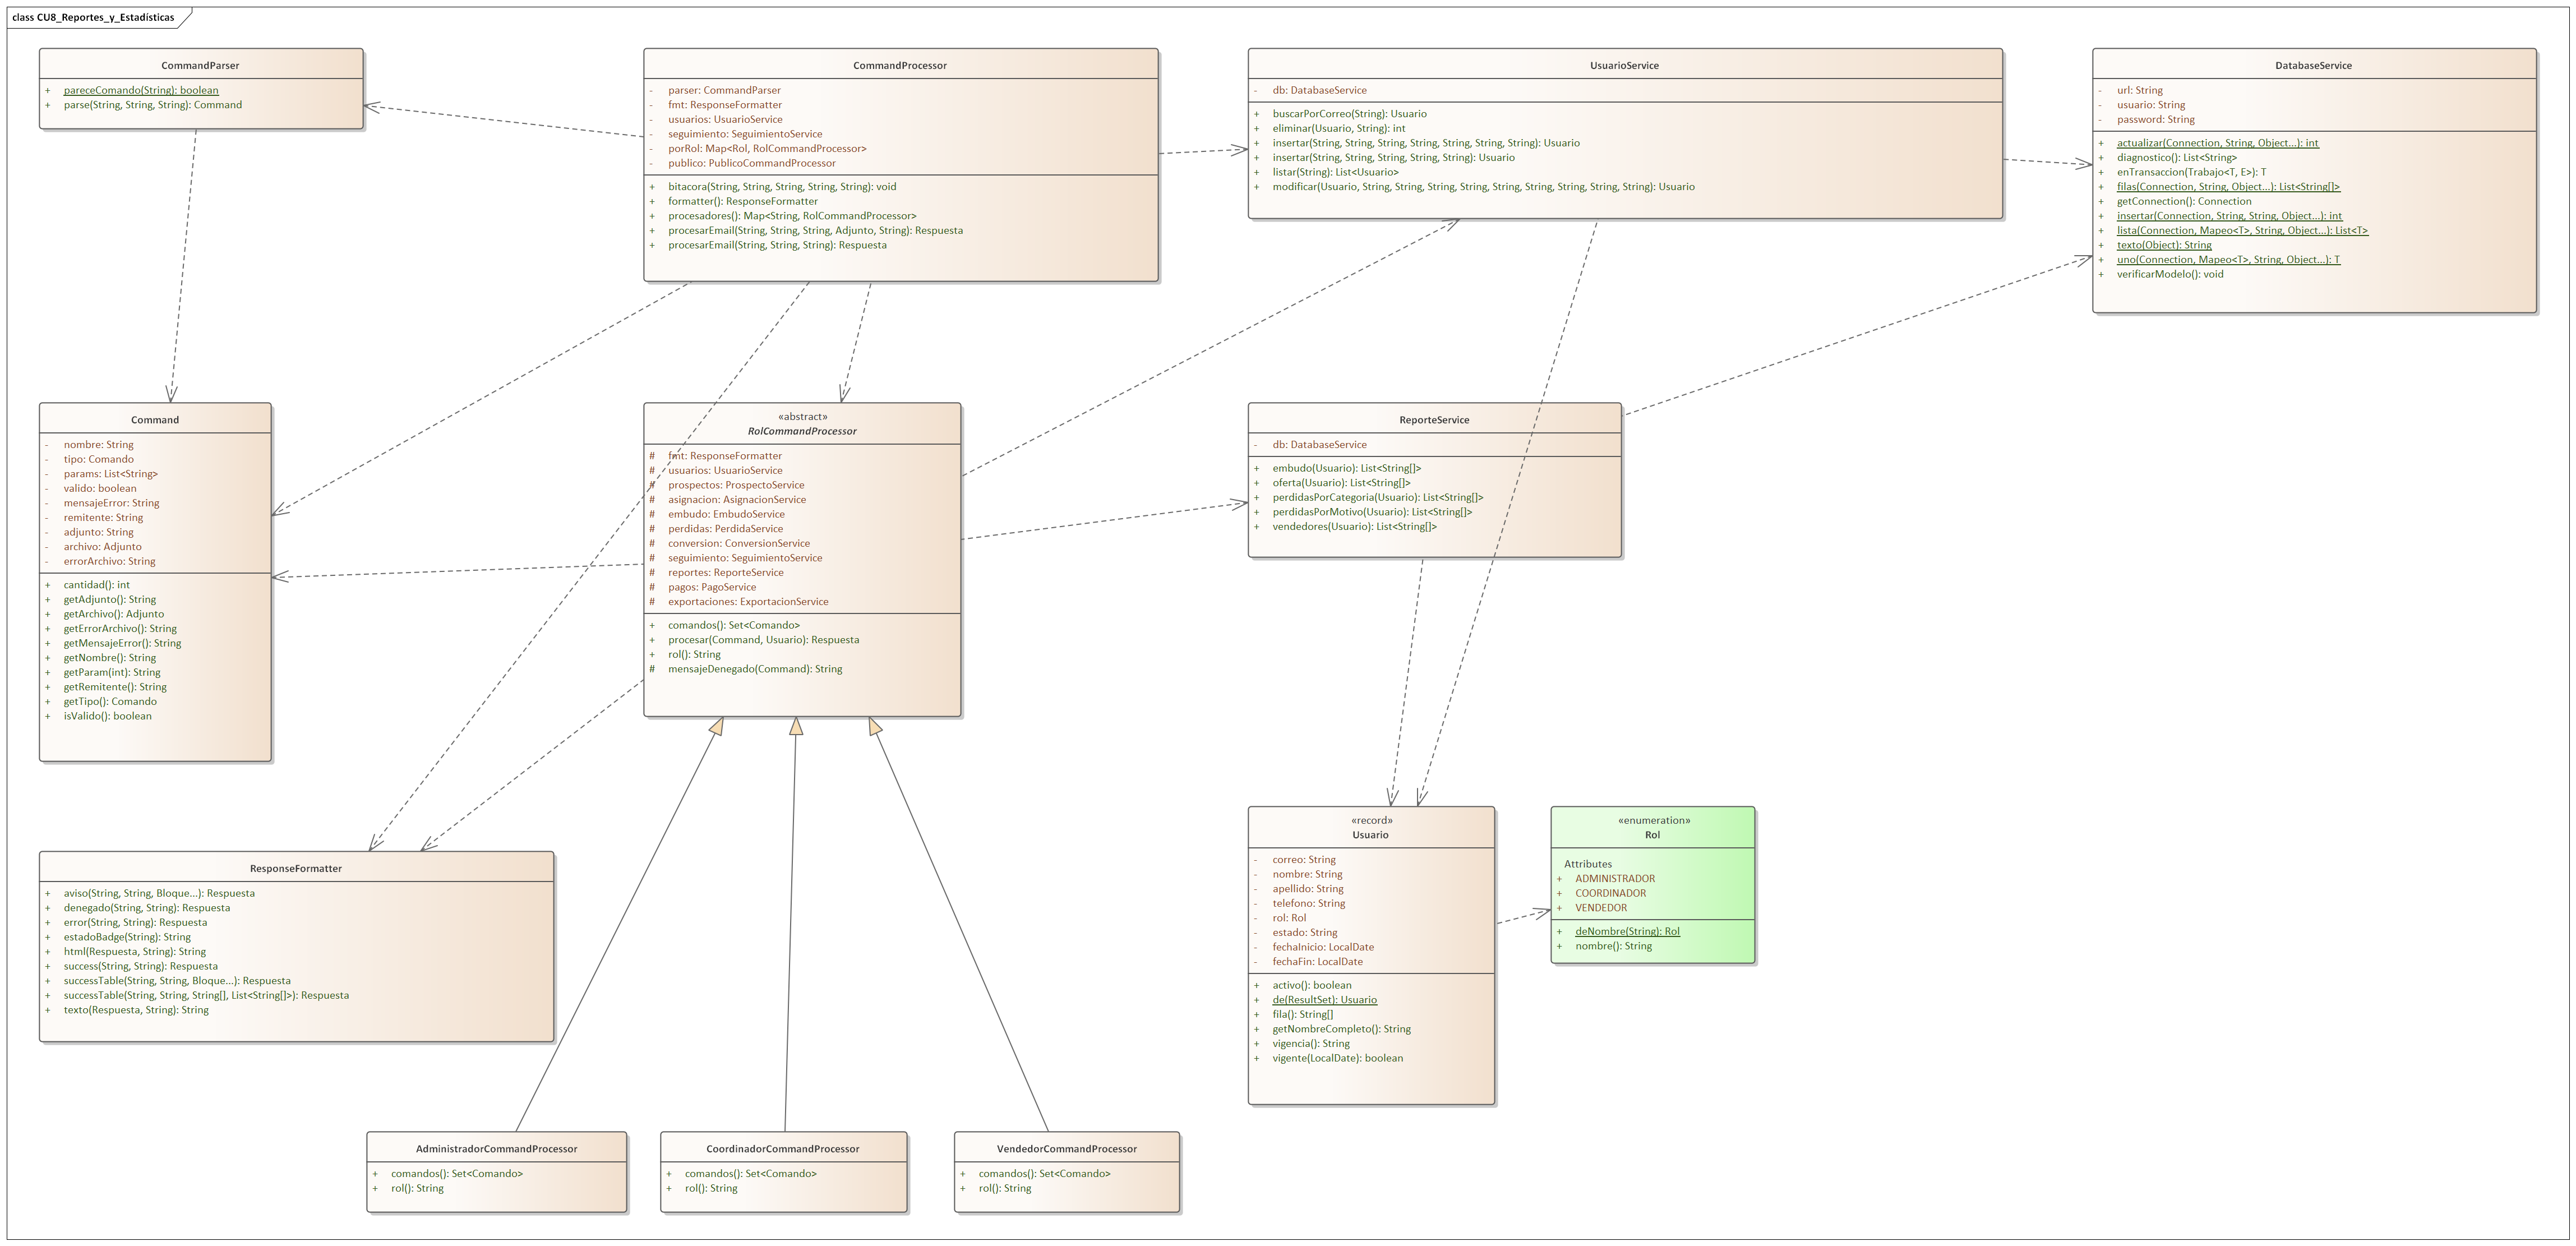 class CU8_Reportes_y_Estadísticas
CommandParser
+ pareceComando(String): boolean
+ parse(String, String, String): Command
CommandProcessor
- parser: CommandParser
- fmt: ResponseFormatter
- usuarios: UsuarioService
- seguimiento: SeguimientoService
- porRol: Map<Rol, RolCommandProcessor>
- publico: PublicoCommandProcessor
+ bitacora(String, String, String, String, String): void
+ formatter(): ResponseFormatter
+ procesadores(): Map<String, RolCommandProcessor>
+ procesarEmail(String, String, String, Adjunto, String): Respuesta
+ procesarEmail(String, String, String): Respuesta
UsuarioService
- db: DatabaseService
+ buscarPorCorreo(String): Usuario
+ eliminar(Usuario, String): int
+ insertar(String, String, String, String, String, String, String): Usuario
+ insertar(String, String, String, String, String): Usuario
+ listar(String): List<Usuario>
+ modificar(Usuario, String, String, String, String, String, String, String, String, String): Usuario
DatabaseService
- url: String
- usuario: String
- password: String
+ actualizar(Connection, String, Object...): int
+ diagnostico(): List<String>
+ enTransaccion(Trabajo<T, E>): T
+ filas(Connection, String, Object...): List<String[]>
+ getConnection(): Connection
+ insertar(Connection, String, String, Object...): int
+ lista(Connection, Mapeo<T>, String, Object...): List<T>
+ texto(Object): String
+ uno(Connection, Mapeo<T>, String, Object...): T
+ verificarModelo(): void
Command
- nombre: String
- tipo: Comando
- params: List<String>
- valido: boolean
- mensajeError: String
- remitente: String
- adjunto: String
- archivo: Adjunto
- errorArchivo: String
+ cantidad(): int
+ getAdjunto(): String
+ getArchivo(): Adjunto
+ getErrorArchivo(): String
+ getMensajeError(): String
+ getNombre(): String
+ getParam(int): String
+ getRemitente(): String
+ getTipo(): Comando
+ isValido(): boolean
«abstract»
RolCommandProcessor
# fmt: ResponseFormatter
# usuarios: UsuarioService
# prospectos: ProspectoService
# asignacion: AsignacionService
# embudo: EmbudoService
# perdidas: PerdidaService
# conversion: ConversionService
# seguimiento: SeguimientoService
# reportes: ReporteService
# pagos: PagoService
# exportaciones: ExportacionService
+ comandos(): Set<Comando>
+ procesar(Command, Usuario): Respuesta
+ rol(): String
# mensajeDenegado(Command): String
ReporteService
- db: DatabaseService
+ embudo(Usuario): List<String[]>
+ oferta(Usuario): List<String[]>
+ perdidasPorCategoria(Usuario): List<String[]>
+ perdidasPorMotivo(Usuario): List<String[]>
+ vendedores(Usuario): List<String[]>
ResponseFormatter
+ aviso(String, String, Bloque...): Respuesta
+ denegado(String, String): Respuesta
+ error(String, String): Respuesta
+ estadoBadge(String): String
+ html(Respuesta, String): String
+ success(String, String): Respuesta
+ successTable(String, String, Bloque...): Respuesta
+ successTable(String, String, String[], List<String[]>): Respuesta
+ texto(Respuesta, String): String
«record»
Usuario
- correo: String
- nombre: String
- apellido: String
- telefono: String
- rol: Rol
- estado: String
- fechaInicio: LocalDate
- fechaFin: LocalDate
+ activo(): boolean
+ de(ResultSet): Usuario
+ fila(): String[]
+ getNombreCompleto(): String
+ vigencia(): String
+ vigente(LocalDate): boolean
«enumeration»
Rol
Attributes
+ ADMINISTRADOR
+ COORDINADOR
+ VENDEDOR
+ deNombre(String): Rol
+ nombre(): String
AdministradorCommandProcessor
+ comandos(): Set<Comando>
+ rol(): String
CoordinadorCommandProcessor
+ comandos(): Set<Comando>
+ rol(): String
VendedorCommandProcessor
+ comandos(): Set<Comando>
+ rol(): String